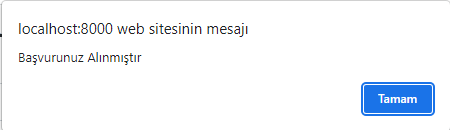 localhost:8000 web sitesinin mesajı
Başvurunuz Alınmıştır
Tamam